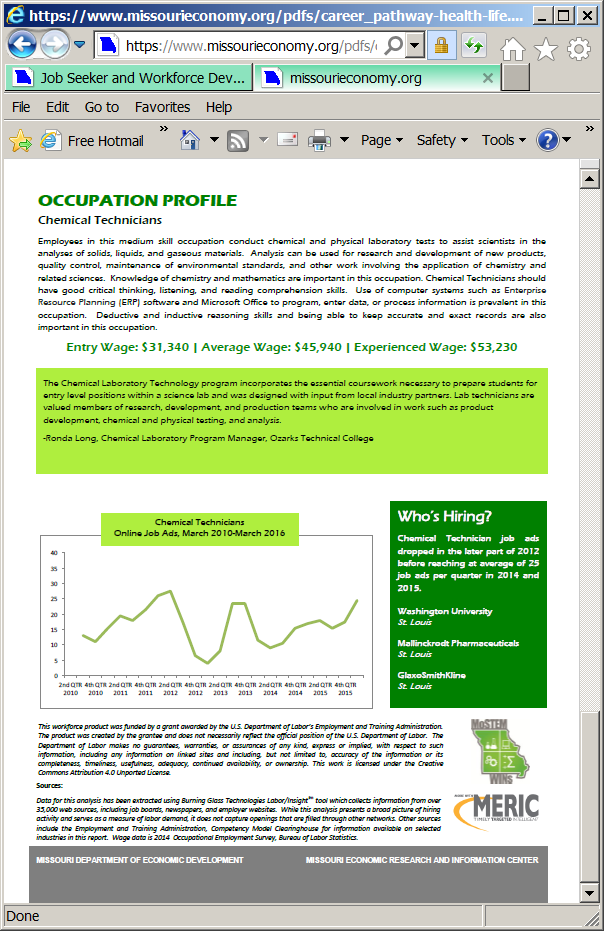 https://www.missourieconomy.org/pdfs/career_pathway-health-life....
https://www.missourieconomy.org/pdfs/c
Job Seeker and Workforce Dev...
missourieconomy.org
File Edit Go to Favorites Help
Free Hotmail
Page
Safety
Tools
OCCUPATION PROFILE
Chemical Technicians
Employees in this medium skill occupation conduct chemical and physical laboratory tests to assist scientists in the
analyses of solids, liquids, and gaseous materials. Analysis can be used for research and development of new products,
quality control, maintenance of environmental standards, and other work involving the application of chemistry and
related sciences. Knowledge of chemistry and mathematics are important in this occupation. Chemical Technicians should
have good critical thinking, listening, and reading comprehension skills. Use of computer systems such as Enterprise
Resource Planning (ERP) software and Microsoft Office to program, enter data, or process information is prevalent in this
occupation. Deductive and inductive reasoning skills and being able to keep accurate and exact records are also
important in this occupation.
Entry Wage: $31,340 | Average Wage: $45,940 | Experienced Wage: $53,230
The Chemical Laboratory Technology program incorporates the essential coursework necessary to prepare students for
entry level positions within a science lab and was designed with input from local industry partners. Lab technicians are
valued members of research, development, and production teams who are involved in work such as product
development, chemical and physical testing, and analysis.
-Ronda Long, Chemical Laboratory Program Manager, Ozarks Technical College
Chemical Technicians
Online Job Ads, March 2010-March 2016
40
35
30
25
20
15
10
5
0
2nd QTR 4th QTR 2nd QTR 4th QTR 2nd QTR 4th QTR 2nd QTR 4th QTR 2nd QTR 4th QTR 2nd QTR 4th QTR
2010 2010 2011 2011 2012 2012 2013 2013 2014 2014 2015 2015
Who's Hiring?
Chemical Technician job ads
dropped in the later part of 2012
before reaching at average of 25
job ads per quarter in 2014 and
2015.
Washington University
St. Louis
Mallinckrodt Pharmaceuticals
St. Louis
GlaxoSmithKline
St. Louis
This workforce product was funded by a grant awarded by the U.S. Department of Labor's Employment and Training Administration.
The product was created by the grantee and does not necessarily reflect the official position of the U.S. Department of Labor. The
Department of Labor makes no guarantees, warranties, or assurances of any kind, express or implied, with respect to such
information, including any information on linked sites and including, but not limited to, accuracy of the information or its
completeness, timeliness, usefulness, adequacy, continued availability, or ownership. This work is licensed under the Creative
Commons Attribution 4.0 Unported License.
Sources:
Data for this analysis has been extracted using Burning Glass Technologies Labor/Insight™ tool which collects information from over
35,000 web sources, including job boards, newspapers, and employer websites. While this analysis presents a broad picture of hiring
activity and serves as a measure of labor demand, it does not capture openings that are filled through other networks. Other sources
include the Employment and Training Administration, Competency Model Clearinghouse for information available on selected
industries in this report. Wage data is 2014 Occupational Employment Survey, Bureau of Labor Statistics.
MoSTEM
WINs
MERIC
TIMELY TARGETED INTELLIGENT
MISSOURI DEPARTMENT OF ECONOMIC DEVELOPMENT
MISSOURI ECONOMIC RESEARCH AND INFORMATION CENTER
Done